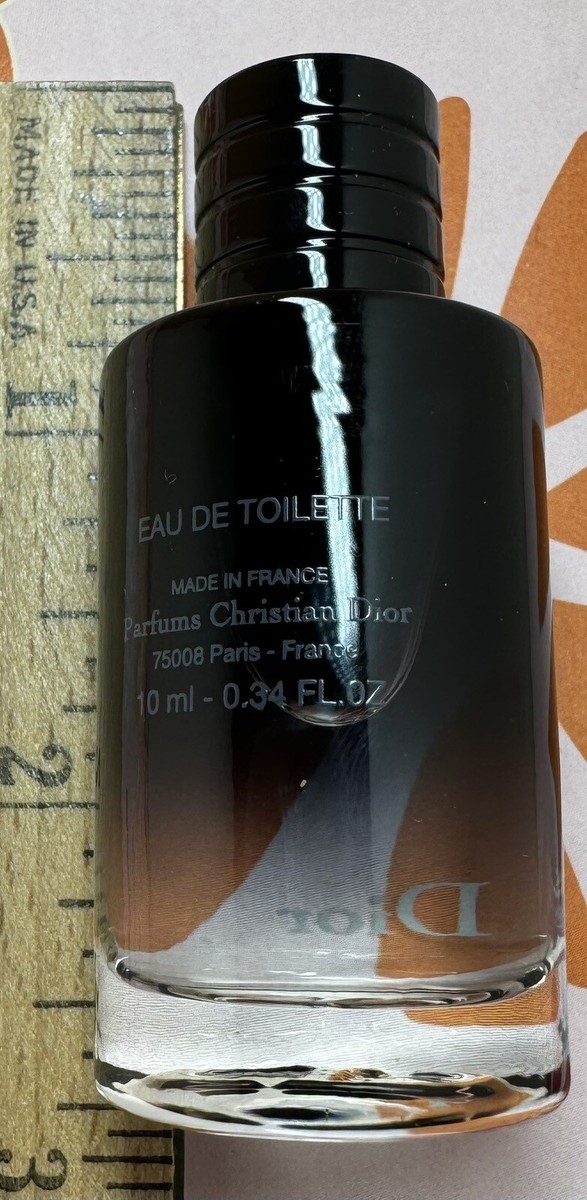 MADE IN U.S.A.
1
2
3
EAU DE TOILETTE
MADE IN FRANCE
Parfums Christian Dior
75008 Paris - France
10 ml - 0.34 FL.OZ
Dior